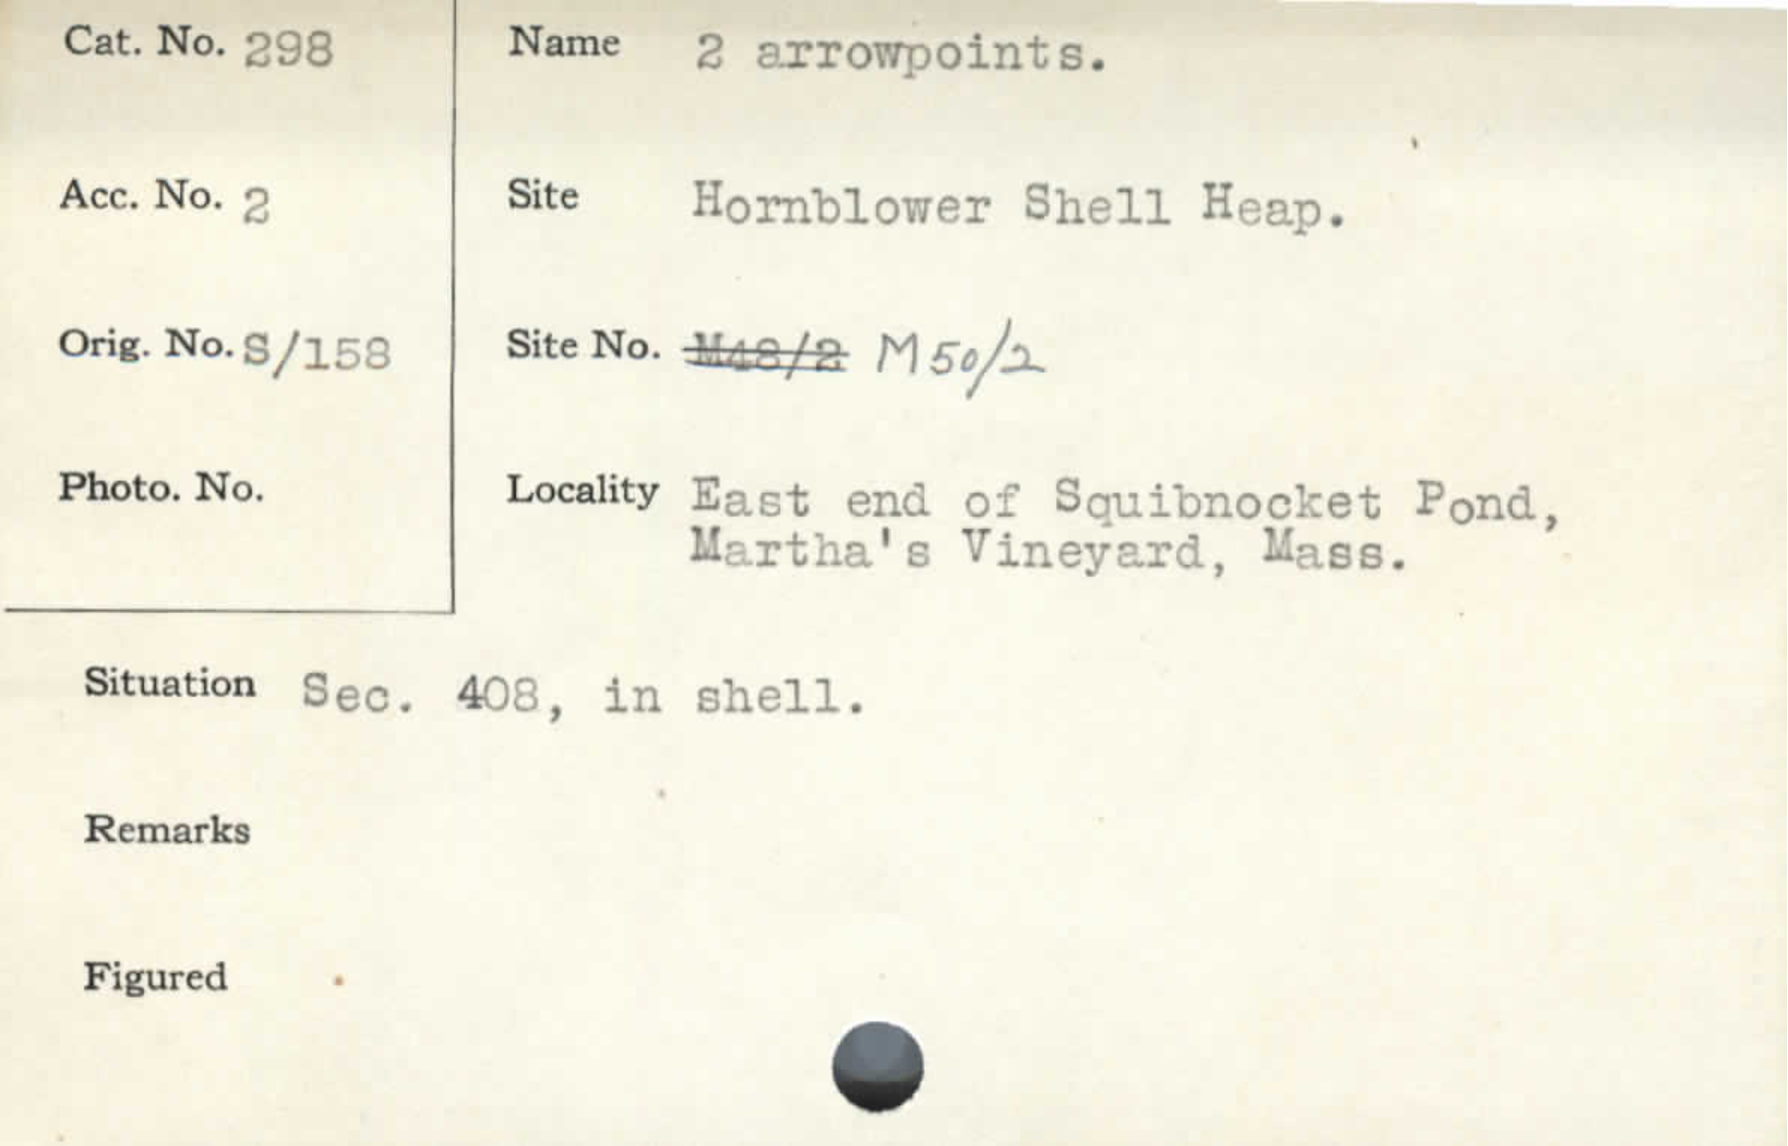 Cat. No. 298
Name 2 arrowpoints.
Acc. No. 2
Site Hornblower Shell Heap.
Orig. No. S/158
Site No. M48/2 M50/2
Photo. No.
Locality East end of Squibnocket Pond,
Martha's Vineyard, Mass.
Situation Sec. 408, in shell.
Remarks
Figured